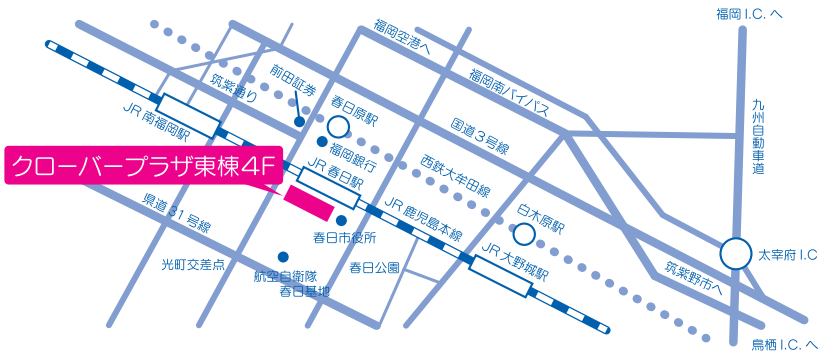 福岡I.C.へ
福岡空港へ
前田証券
筑紫通り
春日原駅
福岡南バイパス
九州自動車道
JR南福岡駅
国道3号線
福岡銀行
クローバープラザ東棟4F
JR春日駅
西鉄大牟田線
県道31号線
JR鹿児島本線
白木原駅
春日市役所
JR大野城駅
太宰府I.C
光町交差点
春日公園
航空自衛隊
春日基地
筑紫野市へ
鳥栖I.C.へ